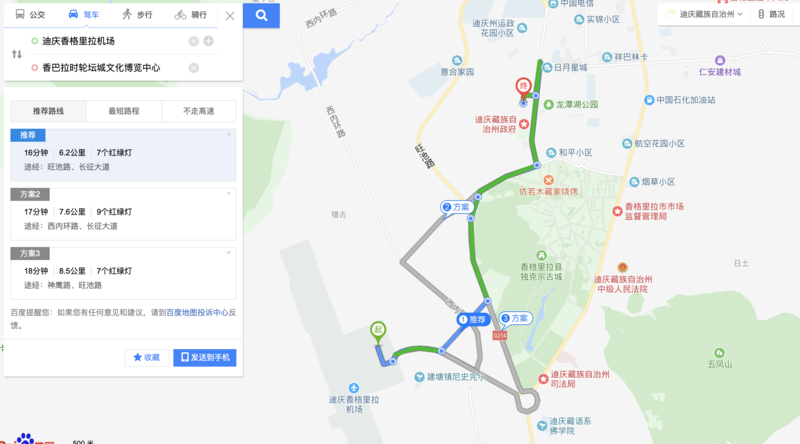 公交
驾车
步行
骑行
迪庆香格里拉机场
香巴拉时轮坛城文化博览中心
推荐路线
最短路程
不走高速
推荐
16分钟 | 6.2公里 | 7个红绿灯
途经：旺池路、长征大道
方案2
17分钟 | 7.6公里 | 9个红绿灯
途经：西内环路、长征大道
方案3
18分钟 | 8.5公里 | 7个红绿灯
途经：神鹰路、旺池路
百度提醒您：如果您有任何意见和建议，请到百度地图投诉中心反
馈。
收藏
发送到手机
迪庆藏族自治州
路况
西内环路
中国电信
迪庆州运政
花园小区
实锦小区
祥巴林卡
意合家园
日月星城
仁安建材城
终
龙潭湖公园
中国石化加油站
迪庆藏族自
治州政府
西内环路
旺池路
和平小区
航空花园小区
依若木藏家烧烤
烟草小区
2 方案
香格里拉市市场
监督管理局
错古
香格里拉县
独克宗古城
日土
迪庆藏族自治州
中级人民法院
西内
1 推荐
3 方案
G214
起
五凤山
建塘镇尼史完小
迪庆藏族自治州
司法局
迪庆香格里拉
机场
迪庆藏语系
佛学院
500 米